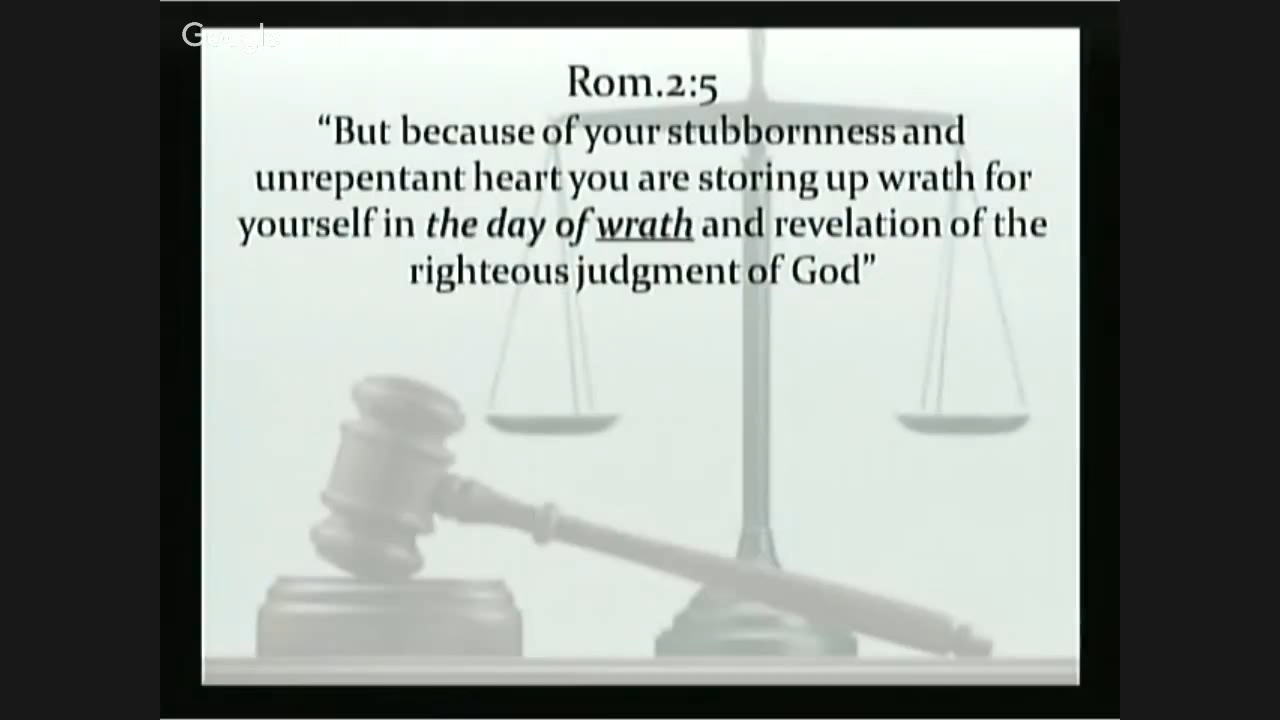 Google
Rom.2:5
“But because of your stubbornness and
unrepentant heart you are storing up wrath for
yourself in the day of wrath and revelation of the
righteous judgment of God”